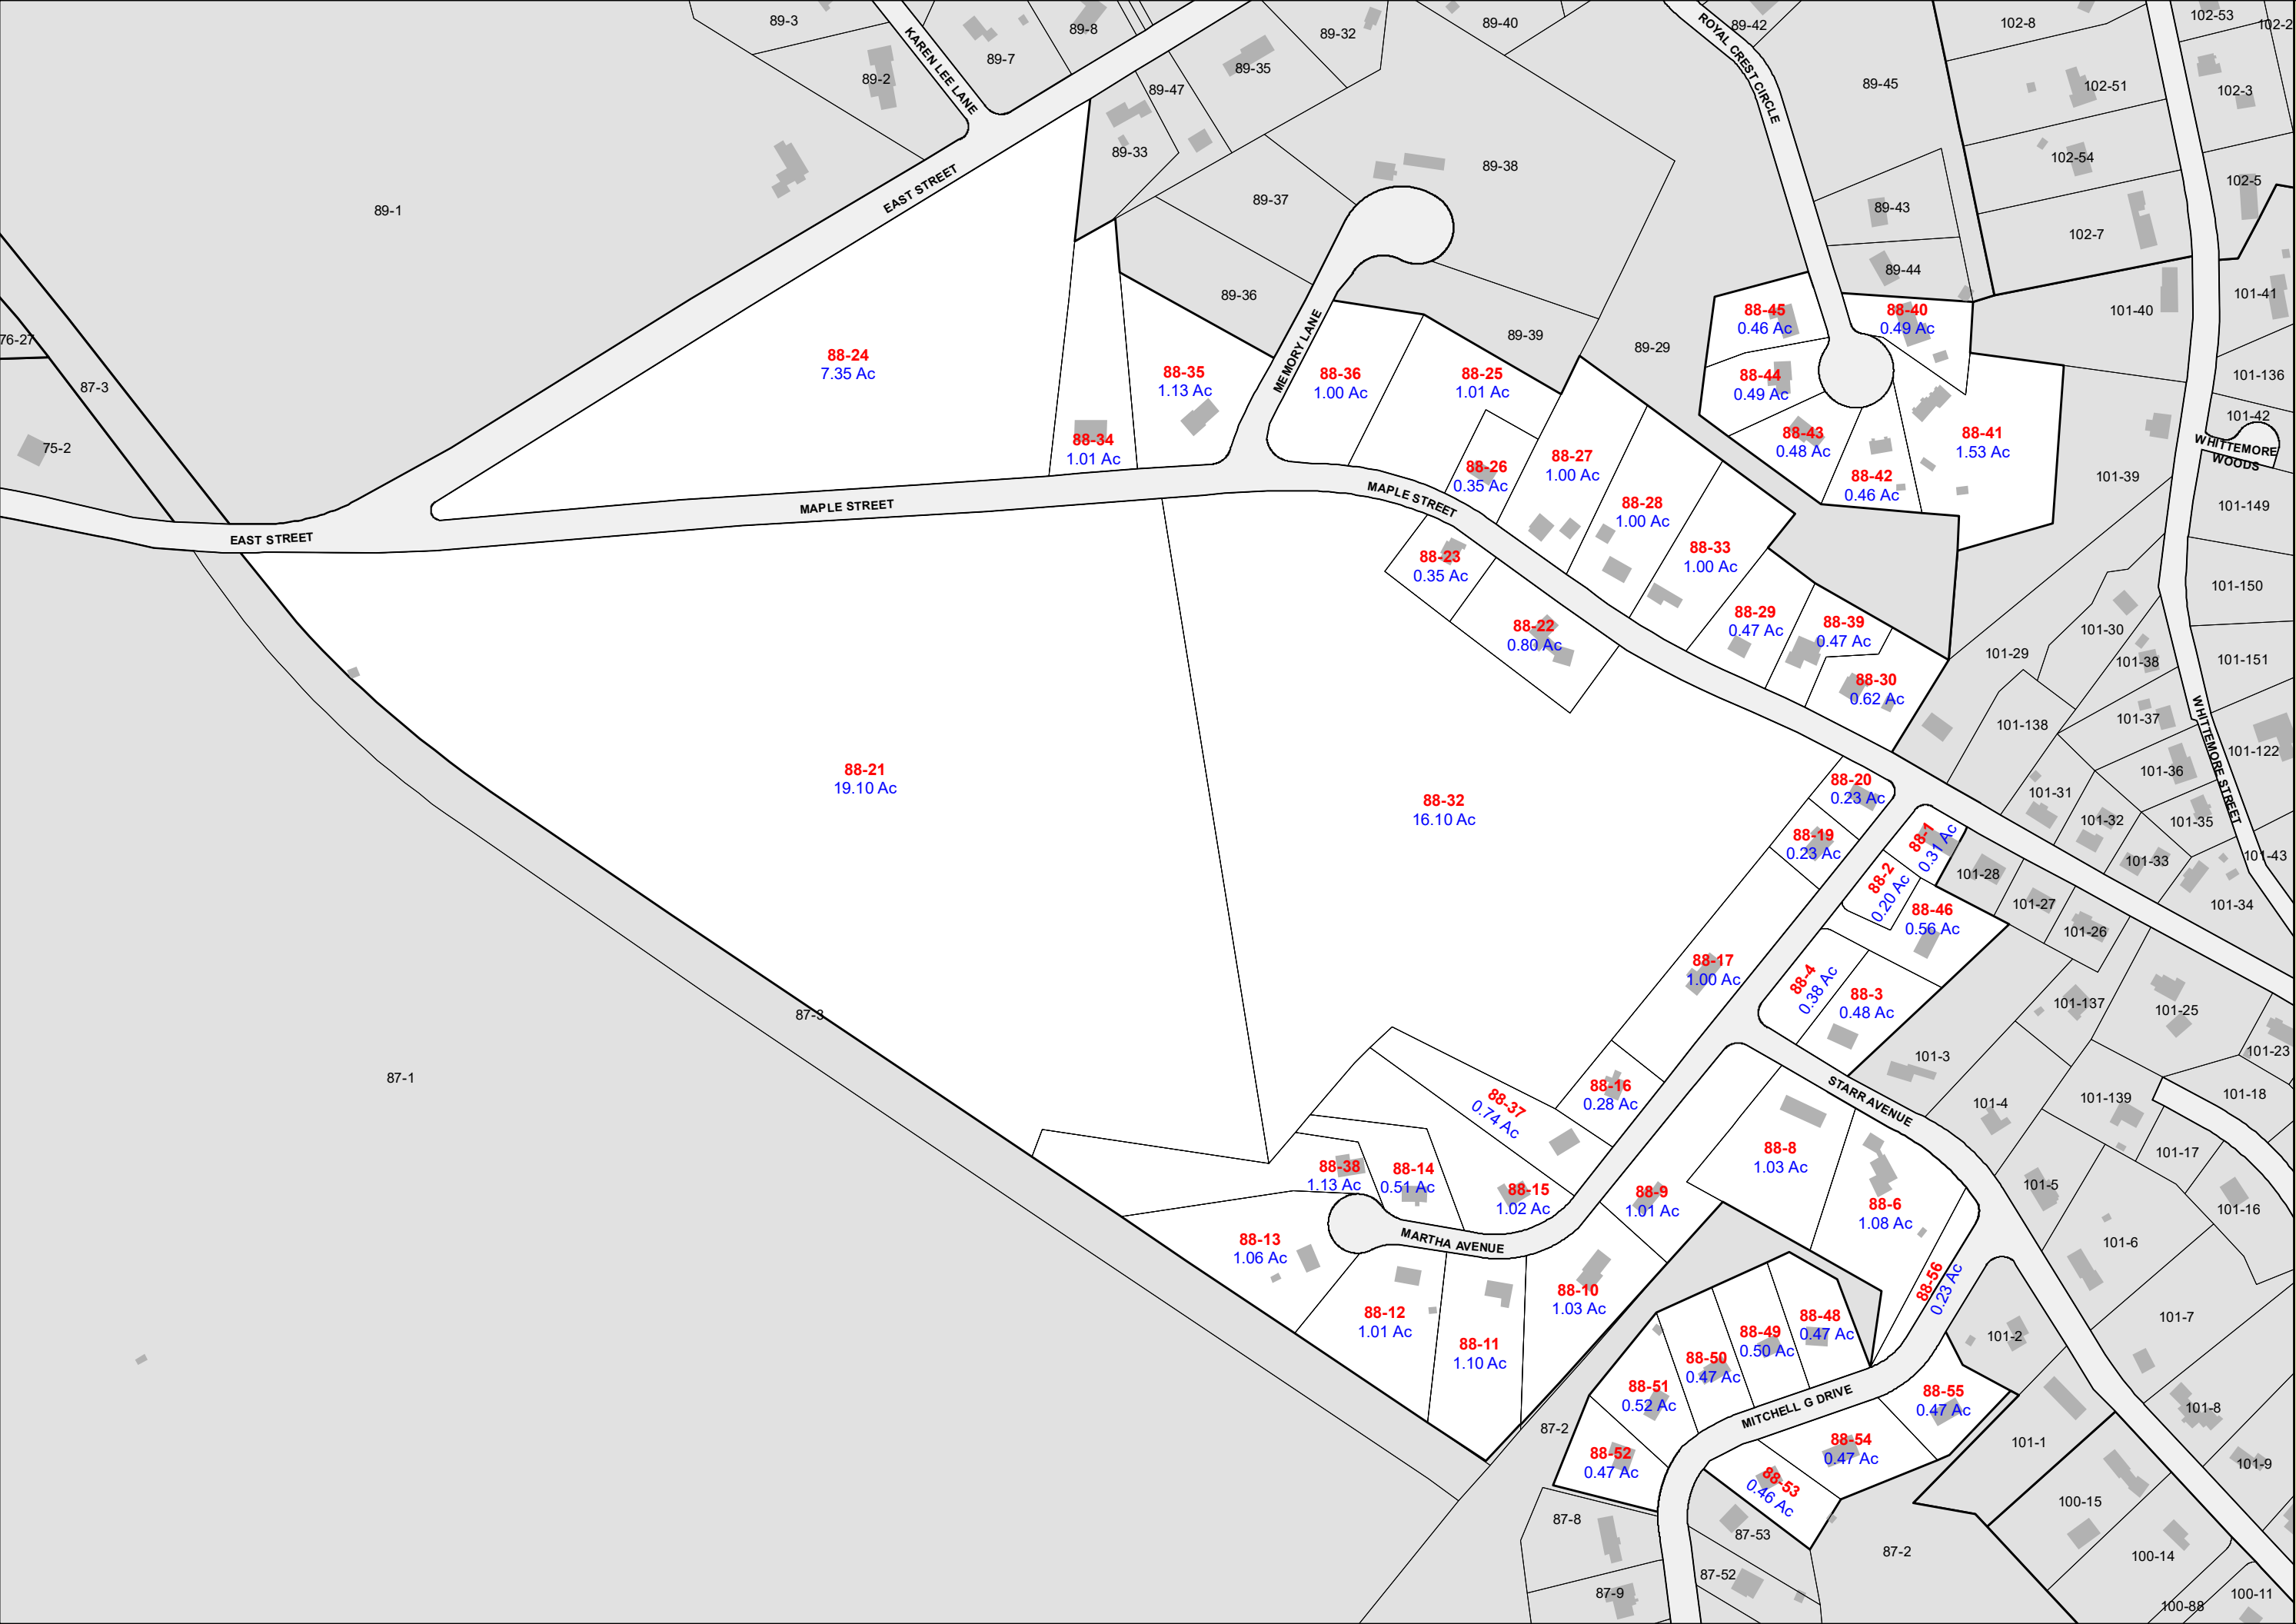 89-3
89-8
89-32
89-40
89-42
102-8
102-53
102-2
KAREN LEE LANE
89-7
89-2
89-35
89-47
ROYAL CREST CIRCLE
89-45
102-51
102-3
89-33
89-38
102-54
102-5
EAST STREET
89-1
89-37
89-43
102-7
89-44
89-36
101-41
101-40
88-45
0.46 Ac
88-40
0.49 Ac
76-27
89-39
89-29
MEMORY LANE
88-24
7.35 Ac
88-35
1.13 Ac
88-36
1.00 Ac
88-25
1.01 Ac
88-44
0.49 Ac
101-136
87-3
101-42
WHITTEMORE
WOODS
75-2
88-34
1.01 Ac
88-26
0.35 Ac
88-27
1.00 Ac
88-43
0.48 Ac
88-41
1.53 Ac
88-42
0.46 Ac
101-39
MAPLE STREET
MAPLE STREET
88-28
1.00 Ac
101-149
EAST STREET
88-23
0.35 Ac
88-33
1.00 Ac
101-150
88-22
0.80 Ac
88-29
0.47 Ac
88-39
0.47 Ac
101-30
101-29
101-38
101-151
88-30
0.62 Ac
101-138
101-37
WHITTEMORE STREET
101-122
88-21
19.10 Ac
88-32
16.10 Ac
88-20
0.23 Ac
101-36
101-31
101-32
101-35
88-19
0.23 Ac
88-1
0.31 Ac
101-43
101-33
101-28
88-2
0.20 Ac
101-27
101-34
88-46
0.56 Ac
101-26
88-17
1.00 Ac
88-4
0.38 Ac
88-3
0.48 Ac
101-137
101-25
87-3
101-23
101-3
87-1
88-16
0.28 Ac
STARR AVENUE
101-18
101-139
101-4
88-37
0.74 Ac
88-8
1.03 Ac
101-17
88-38
1.13 Ac
88-14
0.51 Ac
88-15
1.02 Ac
88-9
1.01 Ac
101-5
88-6
1.08 Ac
101-16
88-13
1.06 Ac
MARTHA AVENUE
101-6
88-56
0.23 Ac
88-10
1.03 Ac
88-12
1.01 Ac
88-48
0.47 Ac
101-7
88-49
0.50 Ac
101-2
88-11
1.10 Ac
88-50
0.47 Ac
88-51
0.52 Ac
MITCHELL G DRIVE
88-55
0.47 Ac
101-8
87-2
88-54
0.47 Ac
101-1
88-52
0.47 Ac
88-53
0.46 Ac
101-9
100-15
87-8
87-53
87-2
100-14
87-52
87-9
100-88
100-11